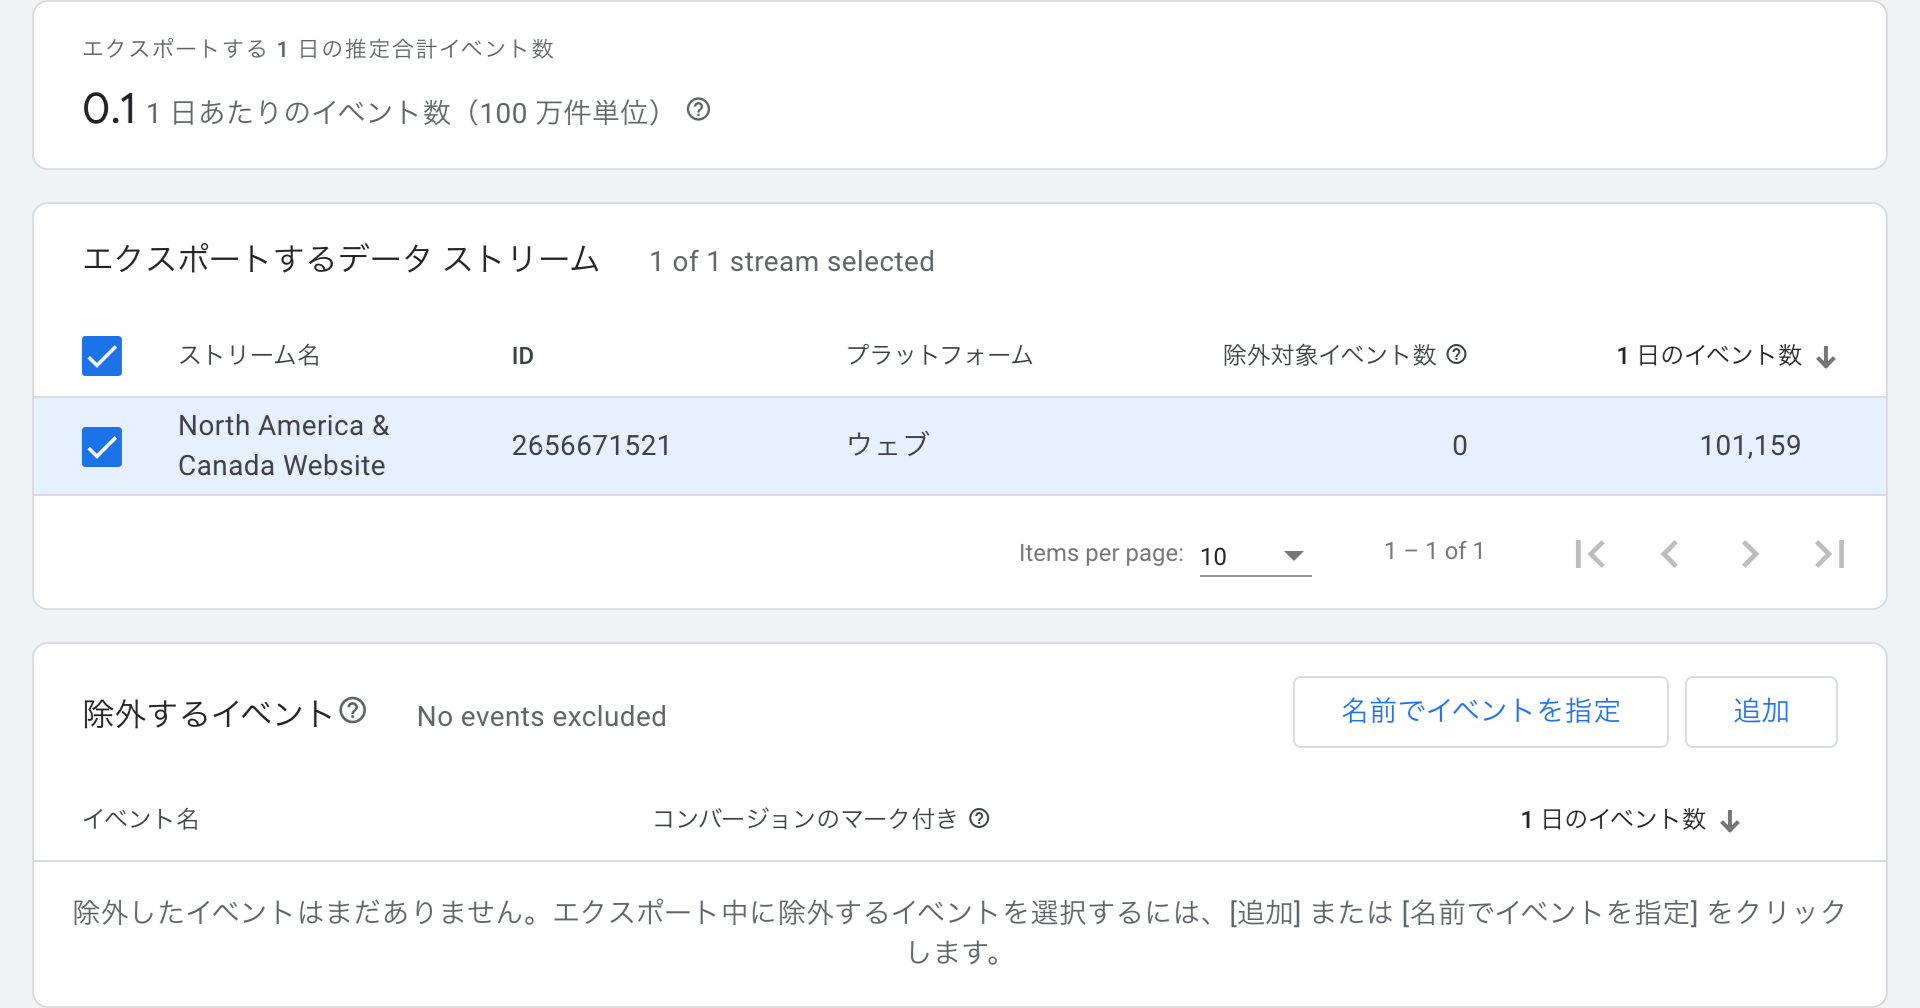 エクスポートする 1 日の推定合計イベント数
0.1 1 日あたりのイベント数（100 万件単位）
エクスポートするデータ ストリーム 1 of 1 stream selected
ストリーム名 ID プラットフォーム 除外対象イベント数 1 日のイベント数
North America &
Canada Website
2656671521 ウェブ 0 101,159
Items per page: 10 1 – 1 of 1
除外するイベント No events excluded 名前でイベントを指定 追加
イベント名 コンバージョンのマーク付き 1 日のイベント数
除外したイベントはまだありません。エクスポート中に除外するイベントを選択するには、[追加] または [名前でイベントを指定] をクリック
します。